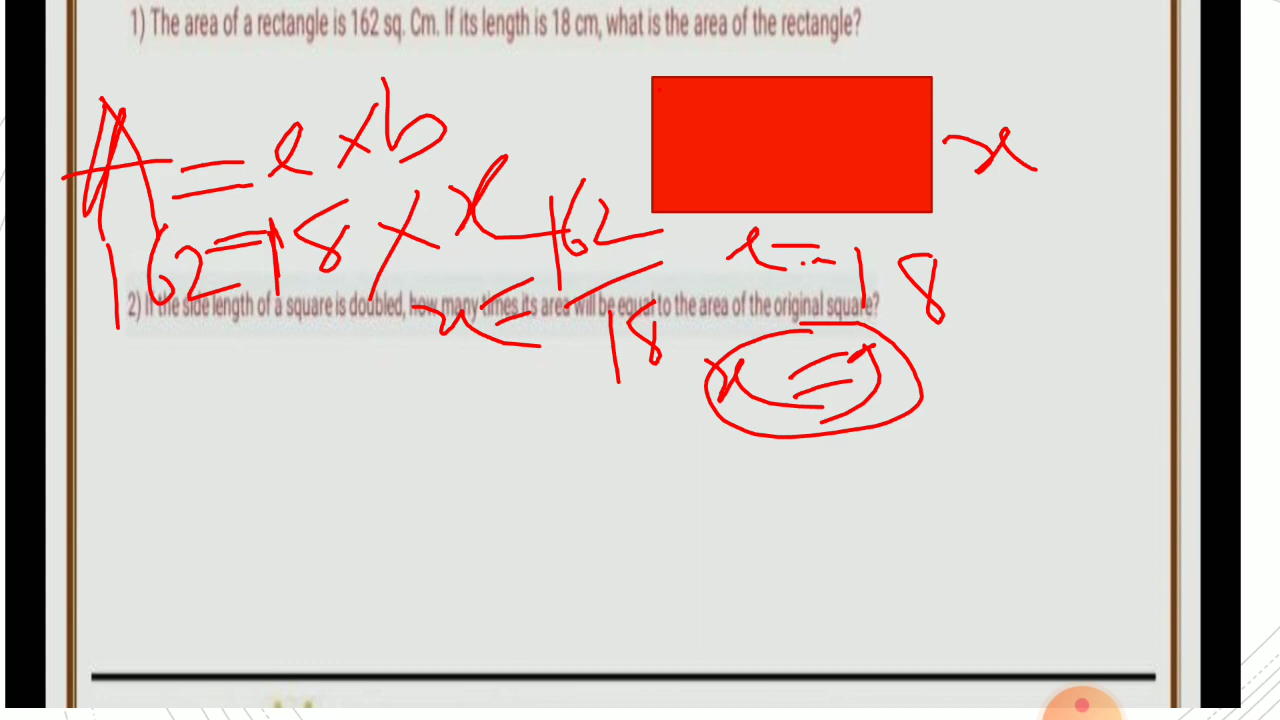 1) The area of a rectangle is 162 sq. Cm. If its length is 18 cm, what is the area of the rectangle?
A = l × b
x
162 = 18 × x
l = 18
2) If the side length of a square is doubled, how many times its area will be equal to the area of the original square?
x = 162
18
x =